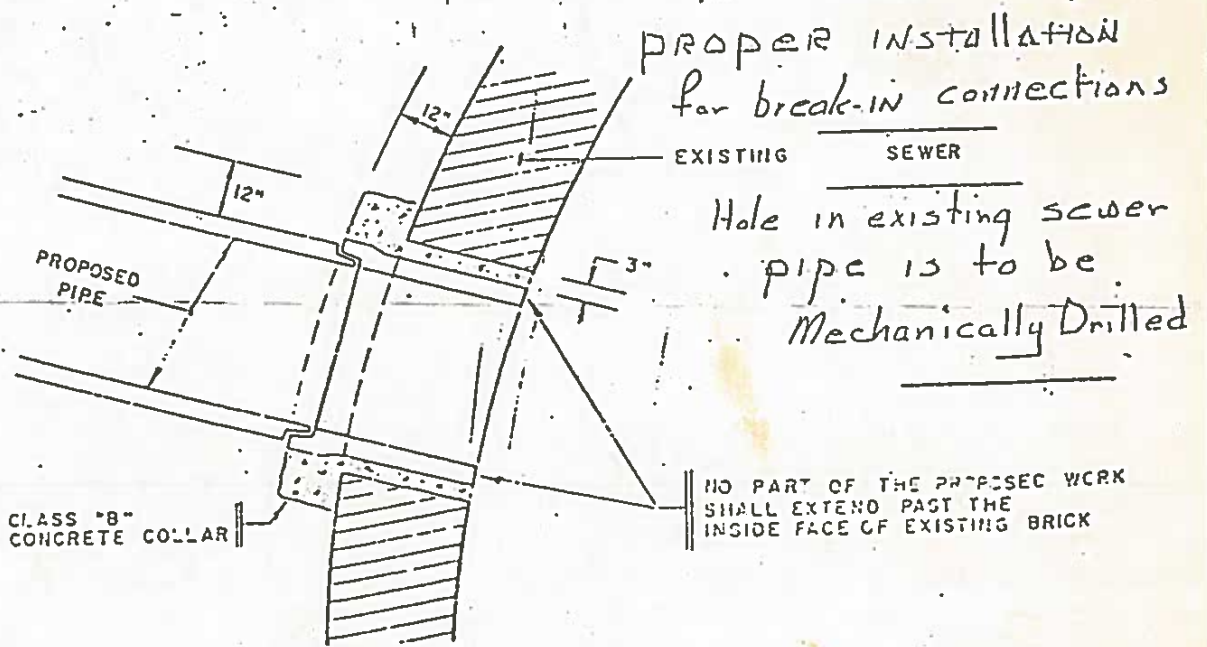 PROPER INSTALLATION
for break-IN connections
12"
EXISTING SEWER
12"
Hole in existing sewer
pipe is to be
Mechanically Drilled
3"
PROPOSED
PIPE
NO PART OF THE PROPOSEC WCRK
SHALL EXTEND PAST THE
INSIDE FACE OF EXISTING BRICK
CLASS "B"
CONCRETE COLLAR